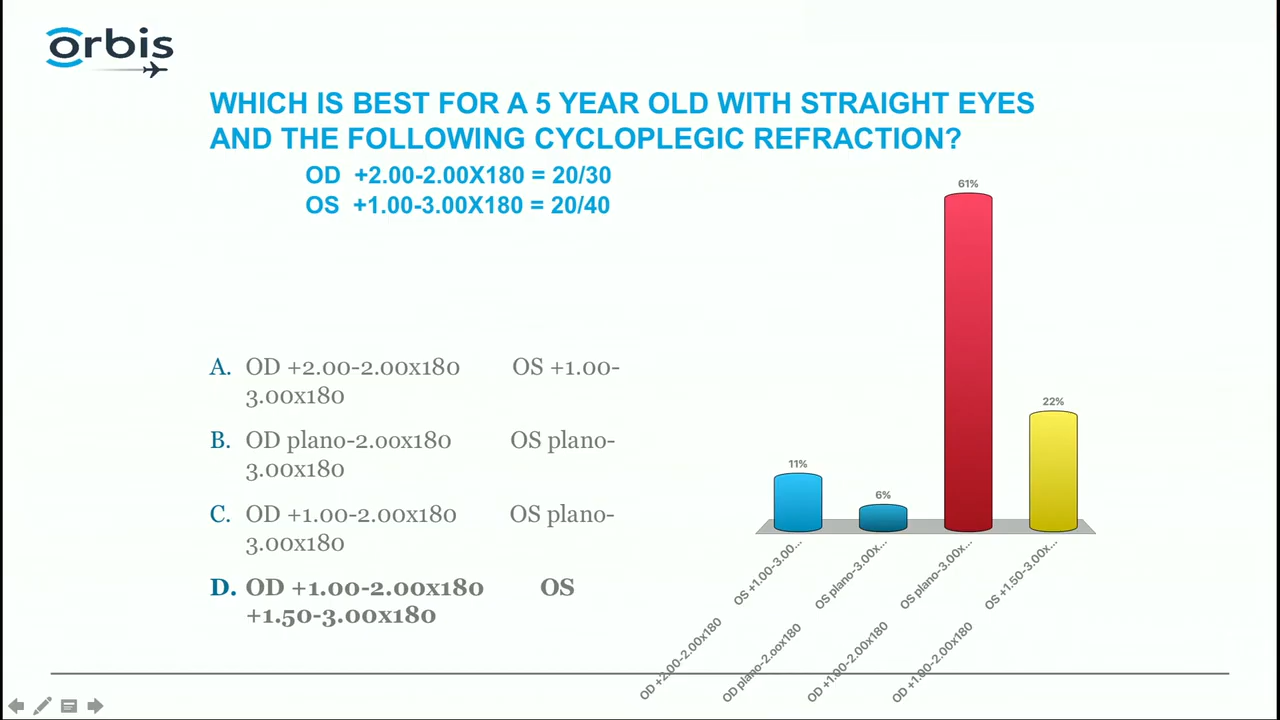 orbis
WHICH IS BEST FOR A 5 YEAR OLD WITH STRAIGHT EYES
AND THE FOLLOWING CYCLOPLEGIC REFRACTION?
OD +2.00-2.00X180 = 20/30
OS +1.00-3.00X180 = 20/40
A. OD +2.00-2.00x180 OS +1.00-
3.00x180
B. OD plano-2.00x180 OS plano-
3.00x180
C. OD +1.00-2.00x180 OS plano-
3.00x180
D. OD +1.00-2.00x180 OS
+1.50-3.00x180
11%
6%
61%
22%
OD +2.00-2.00x180 OS +1.00-3.00...
OD plano-2.00x180 OS plano-3.00x...
OD +1.00-2.00x180 OS plano-3.00x...
OD +1.00-2.00x180 OS +1.50-3.00x...